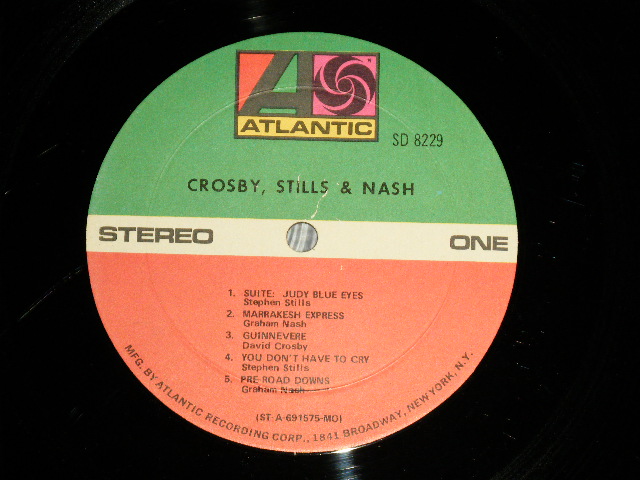 ATLANTIC
SD 8229
CROSBY, STILLS & NASH
STEREO
ONE
1. SUITE: JUDY BLUE EYES
Stephen Stills
2. MARRAKESH EXPRESS
Graham Nash
3. GUINNEVERE
David Crosby
4. YOU DON'T HAVE TO CRY
Stephen Stills
5. PRE-ROAD DOWNS
Graham Nash
(ST-A-691575-MO)
MFG. BY ATLANTIC RECORDING CORP., 1841 BROADWAY, NEW YORK, N.Y.